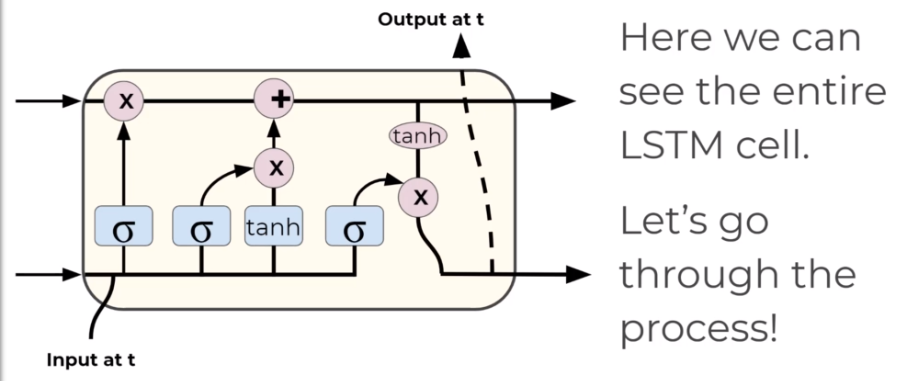 Output at t
Here we can
see the entire
LSTM cell.
Let's go
through the
process!
x
+
tanh
x
x
σ
σ
tanh
σ
Input at t